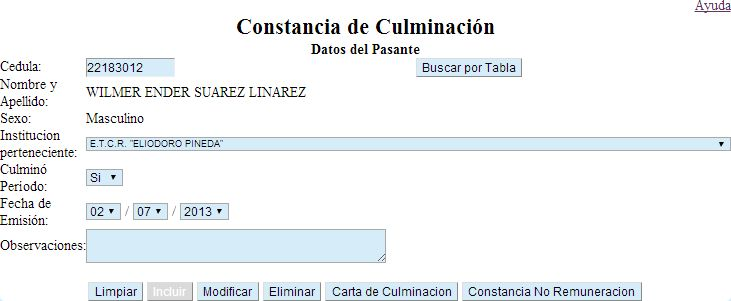 Ayuda
Constancia de Culminación
Datos del Pasante
Cedula: 22183012 Buscar por Tabla
Nombre y Apellido: WILMER ENDER SUAREZ LINAREZ
Sexo: Masculino
Institucion perteneciente: E.T.C.R. "ELIODORO PINEDA"
Culminó Periodo: Si
Fecha de Emisión: 02 / 07 / 2013
Observaciones:
Limpiar Incluir Modificar Eliminar Carta de Culminacion Constancia No Remuneracion